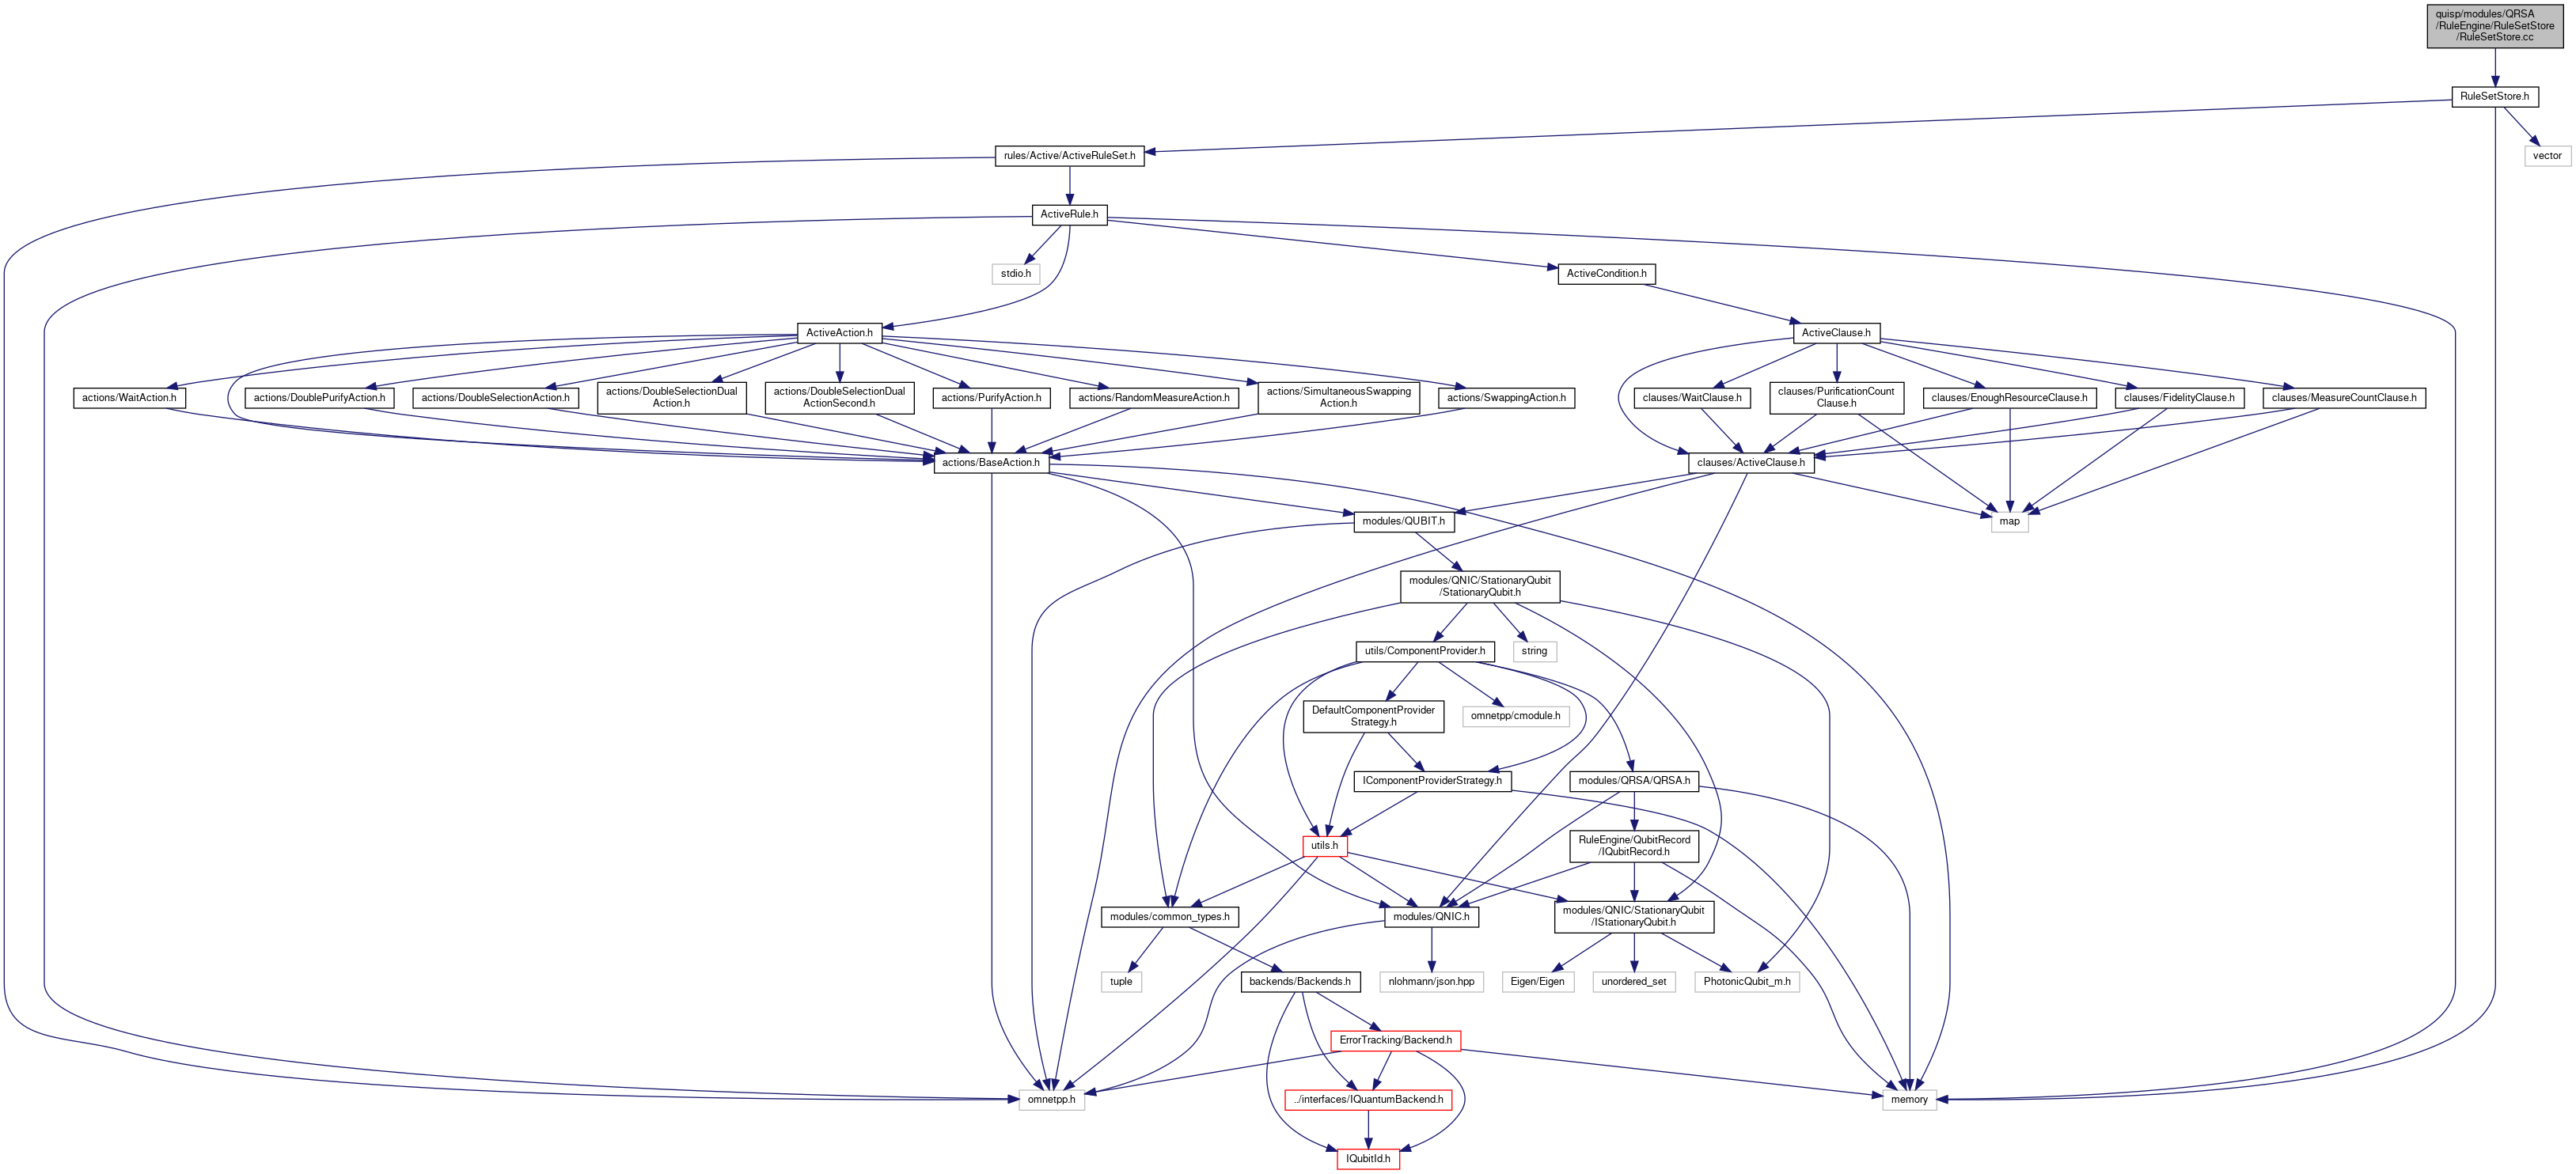 quisp/modules/QRSA
/RuleEngine/RuleSetStore
/RuleSetStore.cc
RuleSetStore.h
rules/Active/ActiveRuleSet.h
vector
ActiveRule.h
stdio.h
ActiveCondition.h
ActiveAction.h
ActiveClause.h
actions/WaitAction.h
actions/DoublePurifyAction.h
actions/DoubleSelectionAction.h
actions/DoubleSelectionDual
Action.h
actions/DoubleSelectionDual
ActionSecond.h
actions/PurifyAction.h
actions/RandomMeasureAction.h
actions/SimultaneousSwapping
Action.h
actions/SwappingAction.h
clauses/WaitClause.h
clauses/PurificationCount
Clause.h
clauses/EnoughResourceClause.h
clauses/FidelityClause.h
clauses/MeasureCountClause.h
actions/BaseAction.h
clauses/ActiveClause.h
modules/QUBIT.h
map
modules/QNIC/StationaryQubit
/StationaryQubit.h
utils/ComponentProvider.h
string
DefaultComponentProvider
Strategy.h
omnetpp/cmodule.h
IComponentProviderStrategy.h
modules/QRSA/QRSA.h
utils.h
RuleEngine/QubitRecord
/IQubitRecord.h
modules/common_types.h
modules/QNIC.h
modules/QNIC/StationaryQubit
/IStationaryQubit.h
tuple
backends/Backends.h
nlohmann/json.hpp
Eigen/Eigen
unordered_set
PhotonicQubit_m.h
ErrorTracking/Backend.h
omnetpp.h
../interfaces/IQuantumBackend.h
memory
IQubitId.h